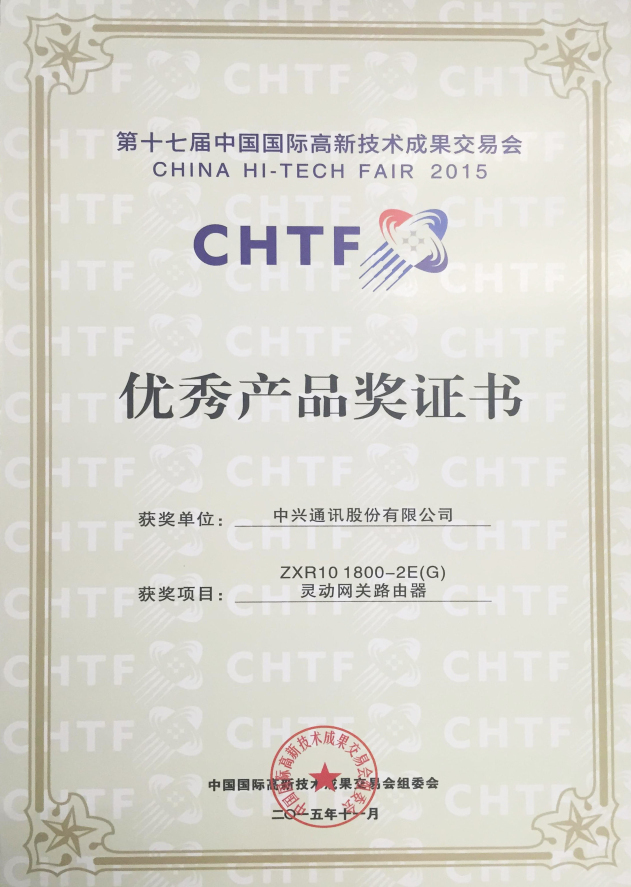 第十七届中国国际高新技术成果交易会
CHINA HI-TECH FAIR 2015
CHTF
优秀产品奖证书
获奖单位：中兴通讯股份有限公司
ZXR10 1800-2E(G)
获奖项目：灵动网关路由器
中国国际高新技术成果交易会组委会
二〇一五年十一月